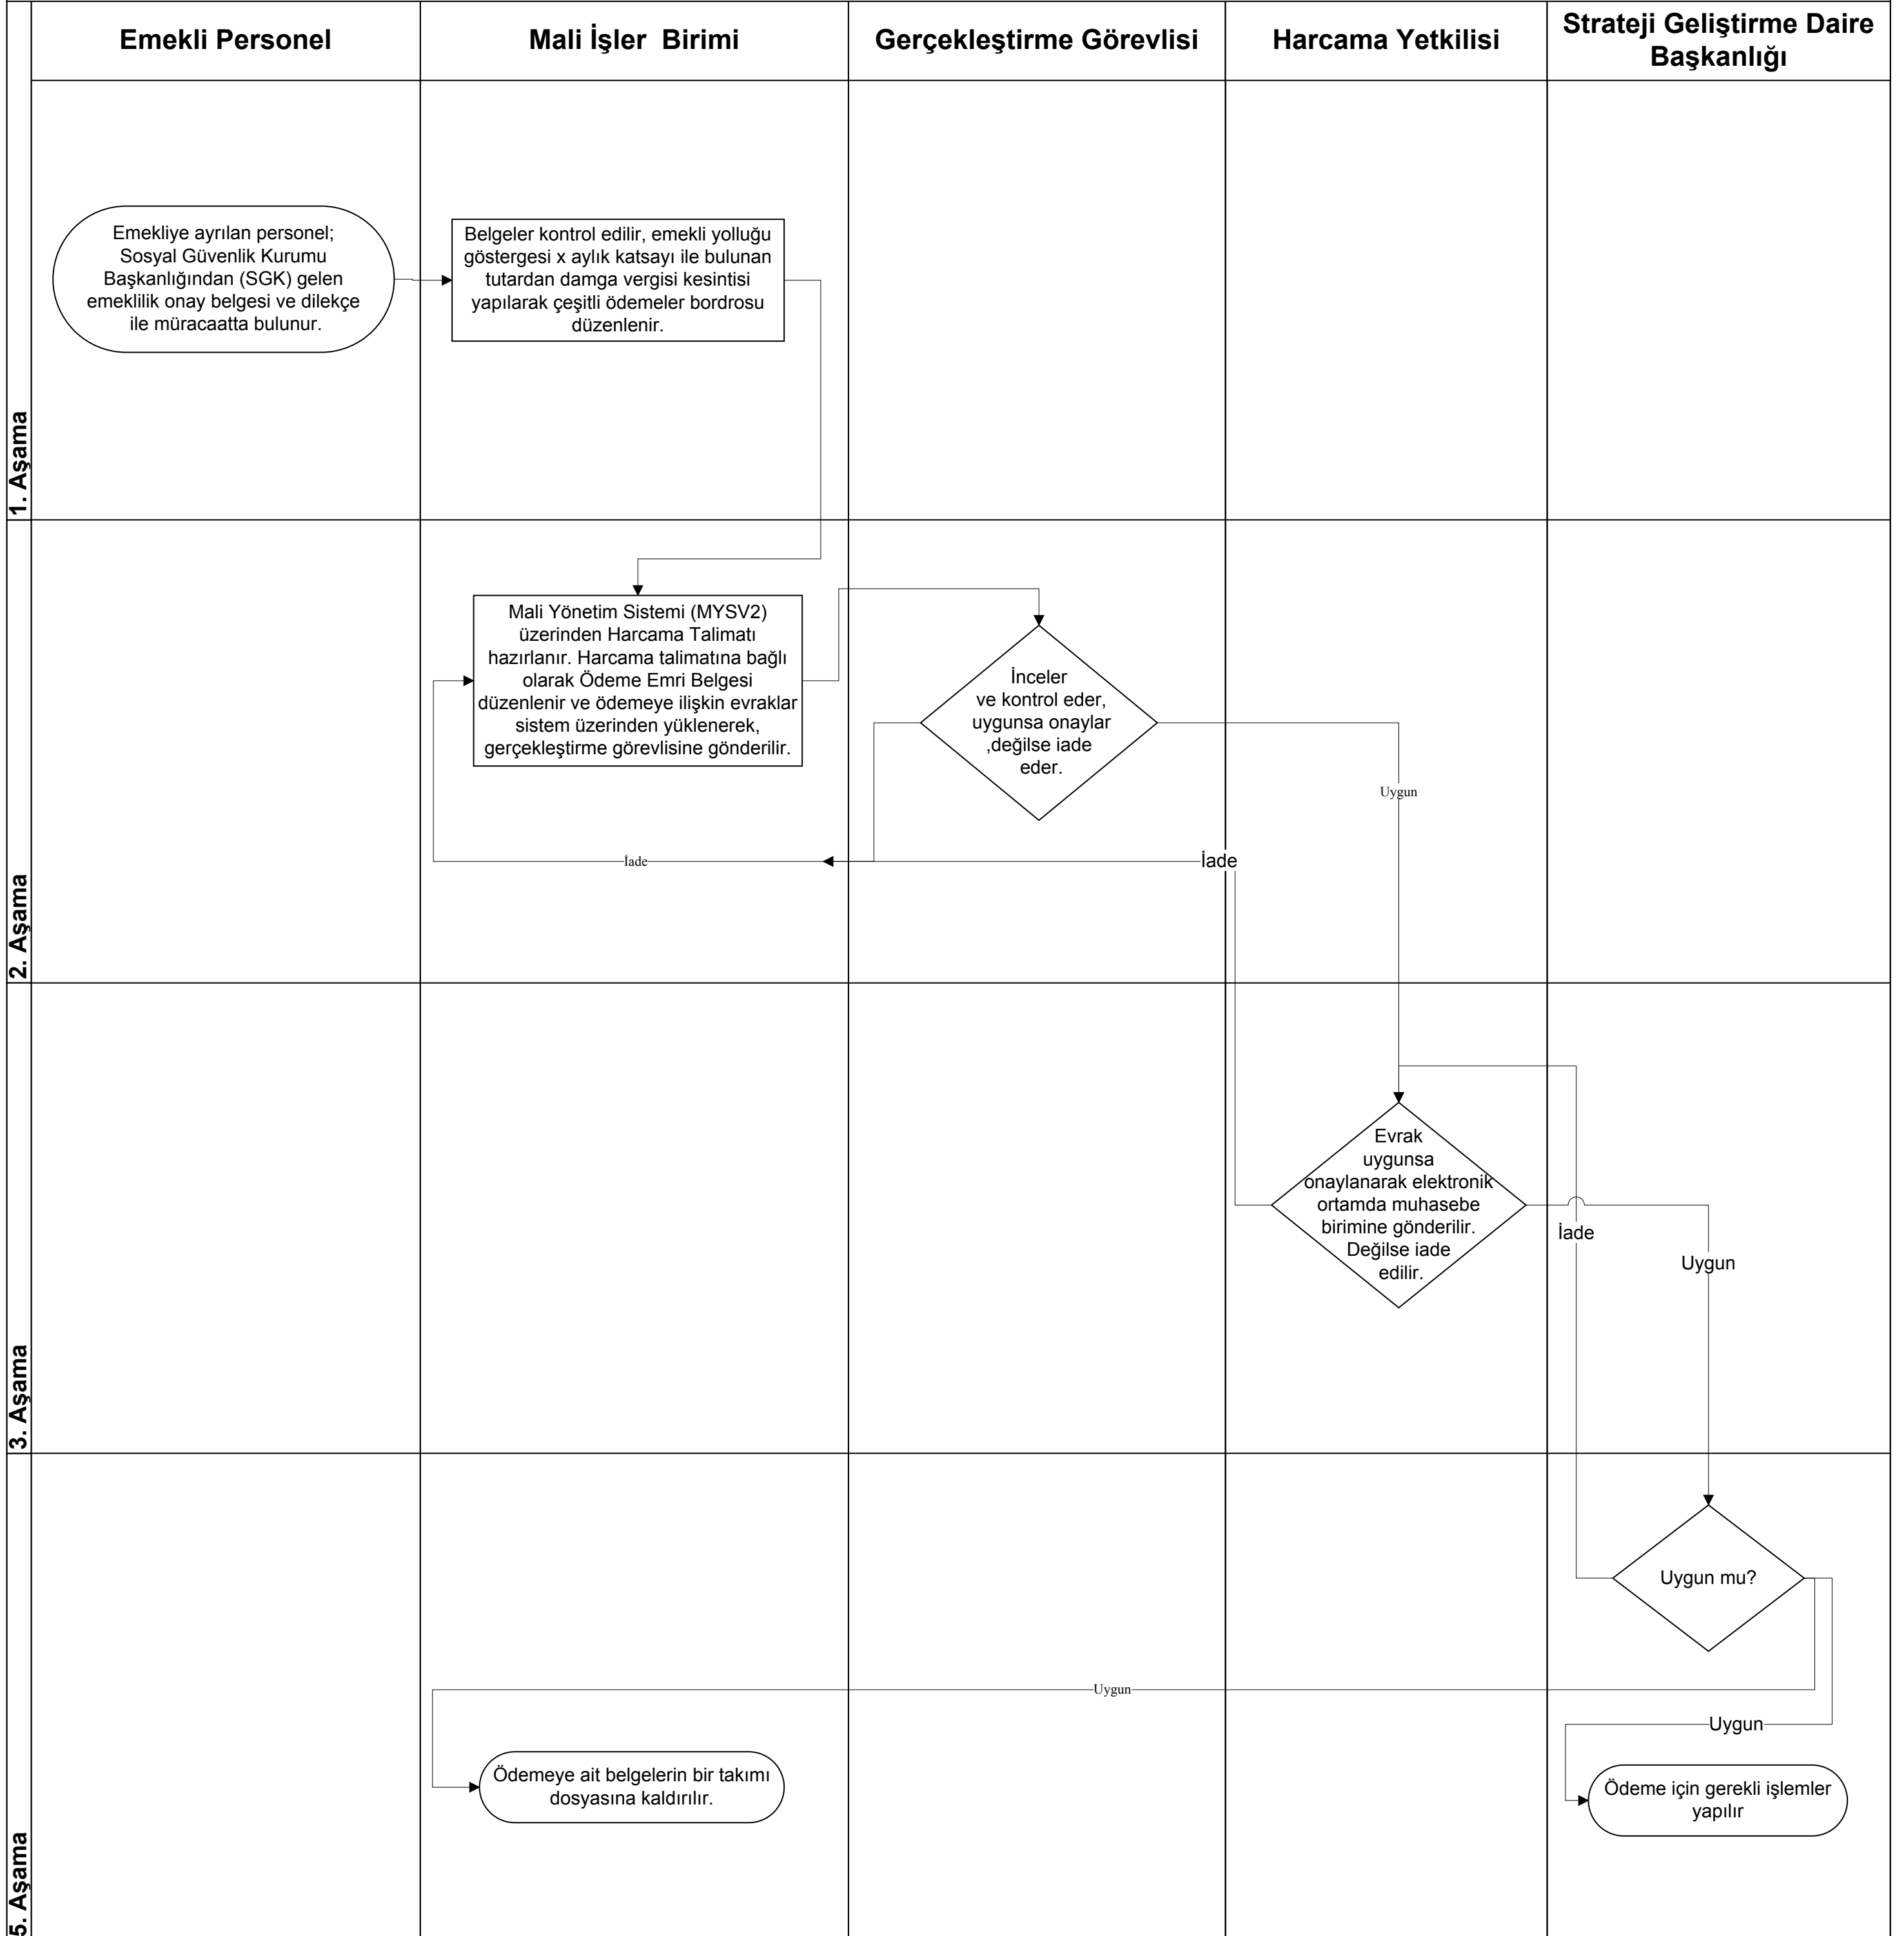 Emekli Personel
Mali İşler  Birimi
Gerçekleştirme Görevlisi
Harcama Yetkilisi
Strateji Geliştirme Daire
Başkanlığı
1. Aşama
Emekliye ayrılan personel;
Sosyal Güvenlik Kurumu
Başkanlığından (SGK) gelen
emeklilik onay belgesi ve dilekçe
ile müracaatta bulunur.
Belgeler kontrol edilir, emekli yolluğu
göstergesi x aylık katsayı ile bulunan
tutardan damga vergisi kesintisi
yapılarak çeşitli ödemeler bordrosu
düzenlenir.
2. Aşama
Mali Yönetim Sistemi (MYSV2)
üzerinden Harcama Talimatı
hazırlanır. Harcama talimatına bağlı
olarak Ödeme Emri Belgesi
düzenlenir ve ödemeye ilişkin evraklar
sistem üzerinden yüklenerek,
gerçekleştirme görevlisine gönderilir.
İnceler
ve kontrol eder,
uygunsa onaylar
,değilse iade
eder.
Uygun
İade
İade
3. Aşama
Evrak
uygunsa
onaylanarak elektronik
ortamda muhasebe
birimine gönderilir.
Değilse iade
edilir.
İade
Uygun
5. Aşama
Uygun mu?
Uygun
Uygun
Ödemeye ait belgelerin bir takımı
dosyasına kaldırılır.
Ödeme için gerekli işlemler
yapılır